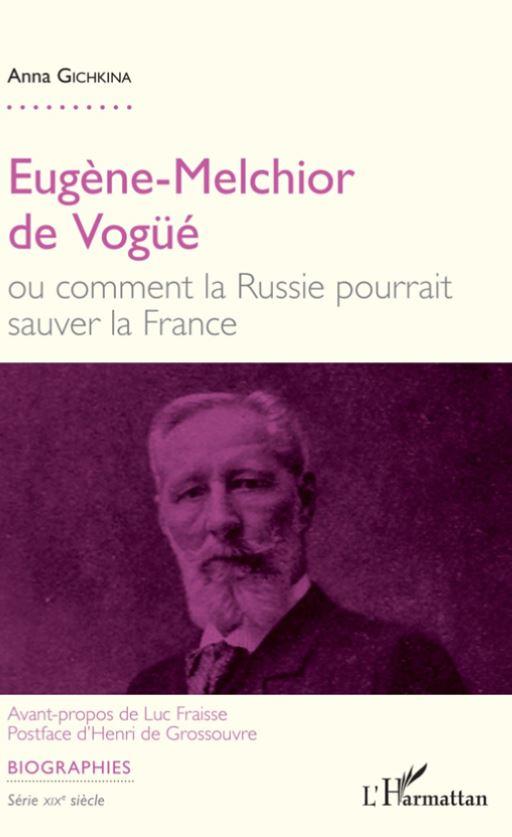 Anna GICHKINA
Eugène-Melchior
de Vogüé
ou comment la Russie pourrait
sauver la France
Avant-propos de Luc Fraisse
Postface d'Henri de Grossouvre
BIOGRAPHIES
Série XIXe siècle
L'Harmattan